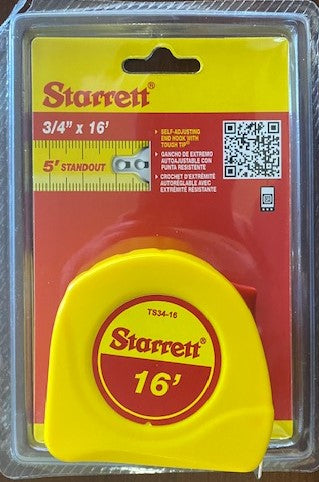 Starrett®
3/4" x 16'
5' STANDOUT
SELF-ADJUSTING
END HOOK WITH
TOUGH TIP
GANCHO DE EXTREMO
AUTOAJUSTABLE CON
PUNTA RESISTENTE
CROCHET D'EXTRÉMITÉ
AUTORÉGLABLE AVEC
EXTRÉMITÉ RÉSISTANTE
TS34-16
Starrett®
16'